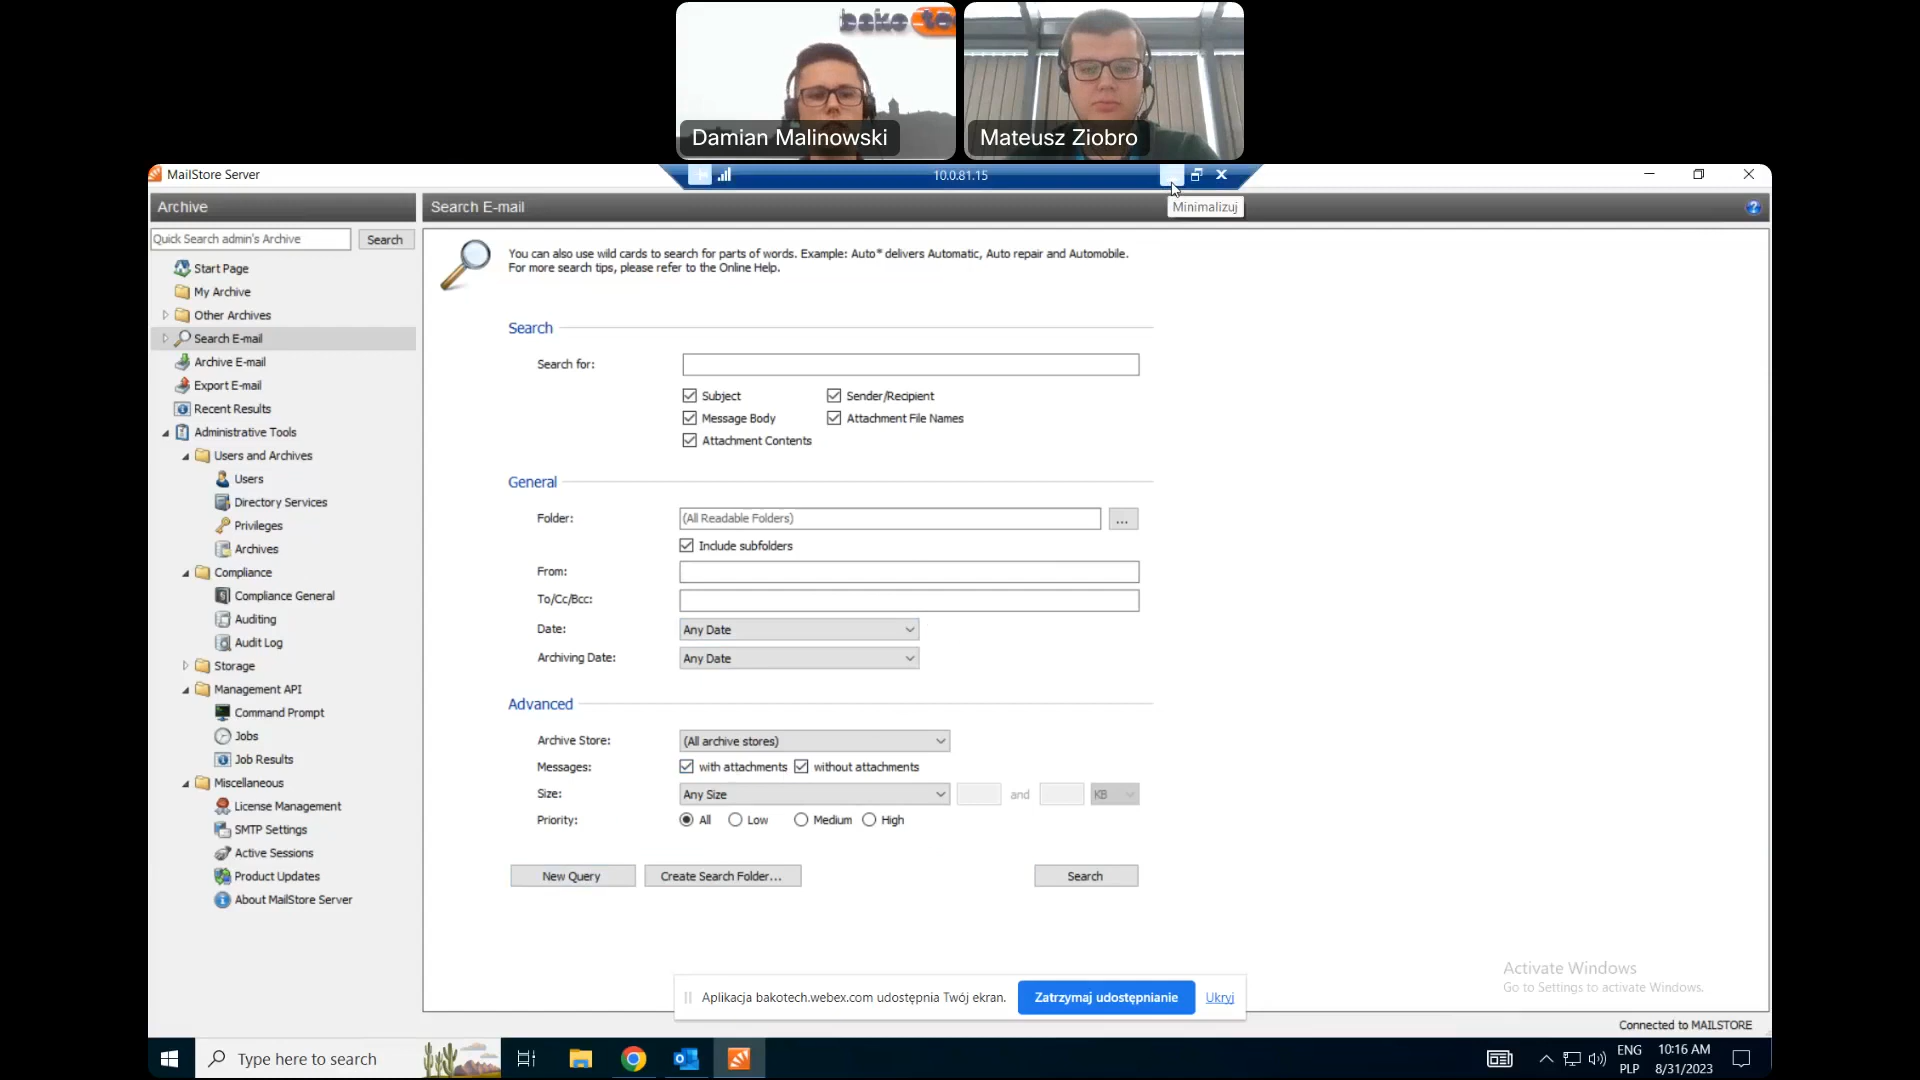 bako
Damian Malinowski
Mateusz Ziobro
MailStore Server
10.0.81.15
Minimalizuj
Archive
Search E-mail
Quick Search admin's Archive
Search
Start Page
My Archive
Other Archives
Search E-mail
Archive E-mail
Export E-mail
Recent Results
Administrative Tools
Users and Archives
Users
Directory Services
Privileges
Archives
Compliance
Compliance General
Auditing
Audit Log
Storage
Management API
Command Prompt
Jobs
Job Results
Miscellaneous
License Management
SMTP Settings
Active Sessions
Product Updates
About MailStore Server
You can also use wild cards to search for parts of words. Example: Auto* delivers Automatic, Auto repair and Automobile.
For more search tips, please refer to the Online Help.
Search
Search for:
Subject
Sender/Recipient
Message Body
Attachment File Names
Attachment Contents
General
Folder:
(All Readable Folders)
...
Include subfolders
From:
To/Cc/Bcc:
Date:
Any Date
Archiving Date:
Any Date
Advanced
Archive Store:
(All archive stores)
Messages:
with attachments
without attachments
Size:
Any Size
and
KB
Priority:
All
Low
Medium
High
New Query
Create Search Folder...
Search
Activate Windows
Go to Settings to activate Windows.
Aplikacja bakotech.webex.com udostępnia Twój ekran.
Zatrzymaj udostępnianie
Ukryj
Connected to MAILSTORE
Type here to search
ENG
PLP
10:16 AM
8/31/2023